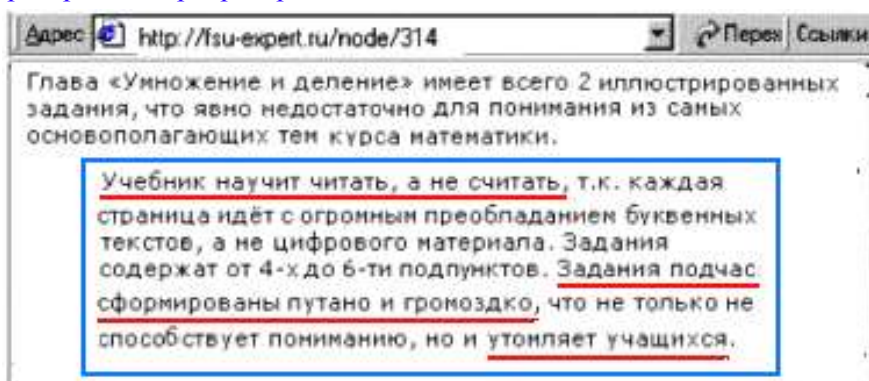 Адрес http://fsu-expert.ru/node/314 Перех Ссылки
Глава «Умножение и деление» имеет всего 2 иллюстрированных
задания, что явно недостаточно для понимания из самых
основополагающих тем курса математики.
Учебник научит читать, а не считать, т.к. каждая
страница идёт с огромным преобладанием буквенных
текстов, а не цифрового материала. Задания
содержат от 4-х до 6-ти подпунктов. Задания подчас
сформированы путано и громоздко, что не только не
способствует пониманию, но и утомляет учащихся.